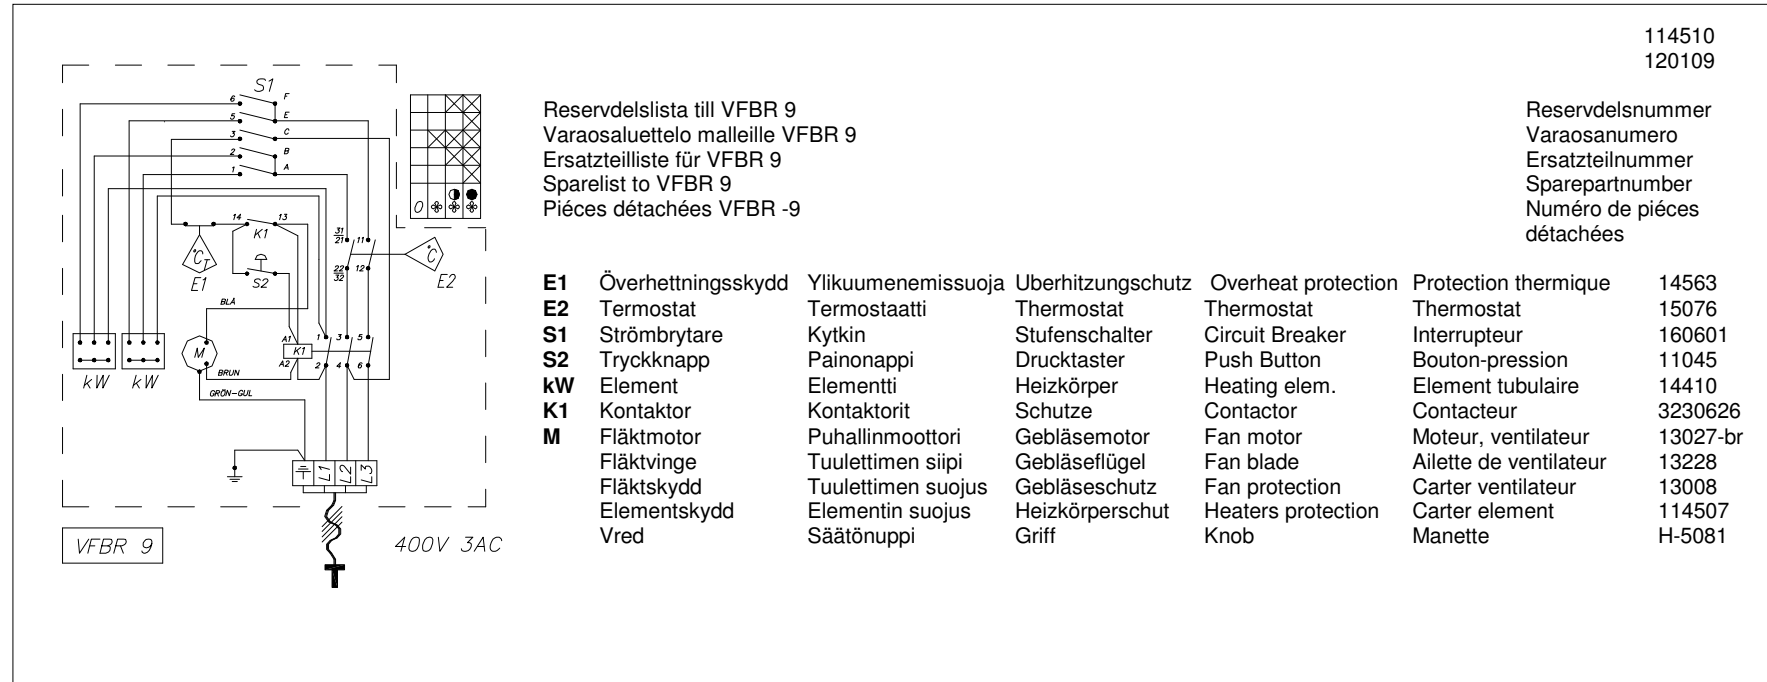 114510
120109
S1
6 F
5 E
3 C
2 B
1 A
0
14 13
K1
31
21
11
22
32
12
°C T
E1
S2
°C
E2
BLÅ
A1
K1
A2
1 3 5
2 4 6
M
kW kW
BRUN
GRÖN-GUL
L1 L2 L3
VFBR 9
400V 3AC
Reservdelslista till VFBR 9
Varaosaluettelo malleille VFBR 9
Ersatzteilliste für VFBR 9
Sparelist to VFBR 9
Piéces détachées VFBR -9
Reservdelsnummer
Varaosanumero
Ersatzteilnummer
Sparepartnumber
Numéro de piéces
détachées
E1 Överhettningsskydd Ylikuumenemissuoja Uberhitzungschutz Overheat protection Protection thermique 14563
E2 Termostat Termostaatti Thermostat Thermostat Thermostat 15076
S1 Strömbrytare Kytkin Stufenschalter Circuit Breaker Interrupteur 160601
S2 Tryckknapp Painonappi Drucktaster Push Button Bouton-pression 11045
kW Element Elementti Heizkörper Heating elem. Element tubulaire 14410
K1 Kontaktor Kontaktorit Schutze Contactor Contacteur 3230626
M Fläktmotor Puhallinmoottori Gebläsemotor Fan motor Moteur, ventilateur 13027-br
Fläktvinge Tuulettimen siipi Gebläseflügel Fan blade Ailette de ventilateur 13228
Fläktskydd Tuulettimen suojus Gebläseschutz Fan protection Carter ventilateur 13008
Elementskydd Elementin suojus Heizkörperschut Heaters protection Carter element 114507
Vred Säätönuppi Griff Knob Manette H-5081